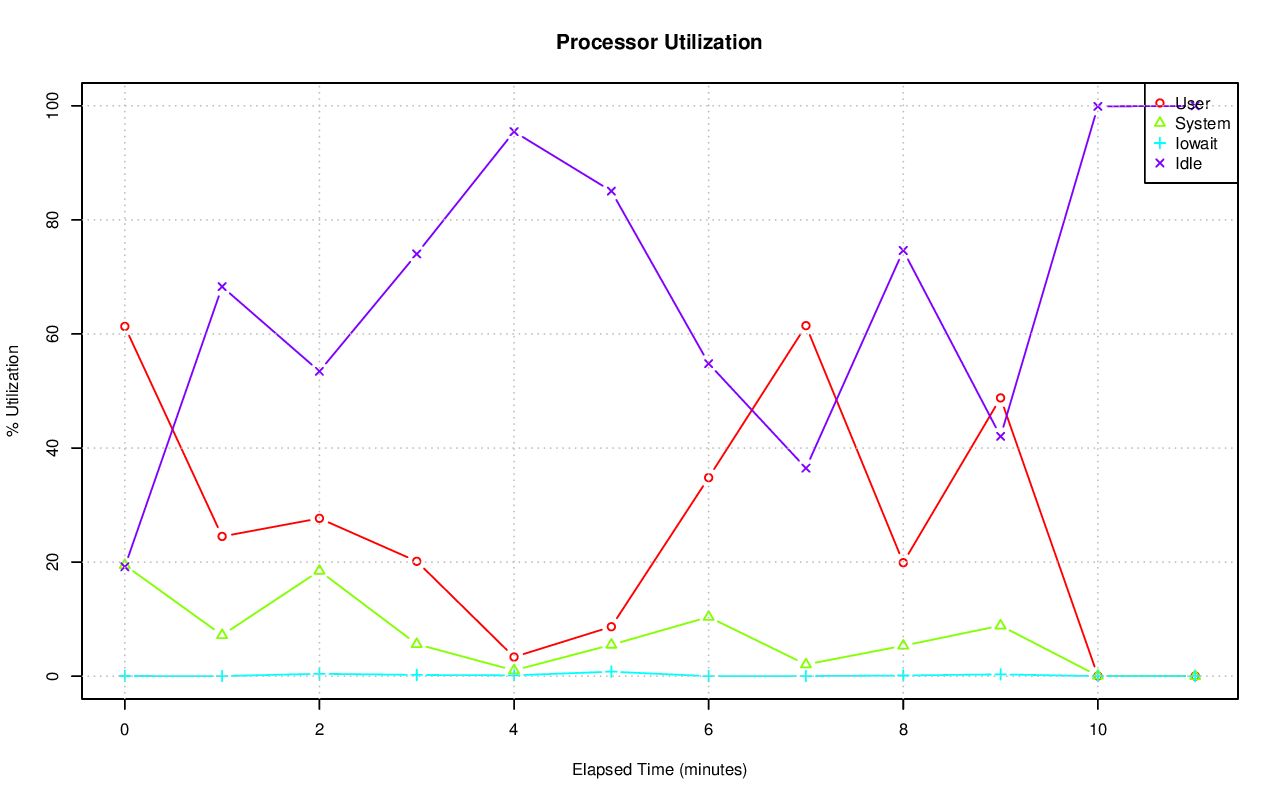 Processor Utilization
100
80
60
40
20
0
% Utilization
User
System
Iowait
Idle
0 2 4 6 8 10
Elapsed Time (minutes)